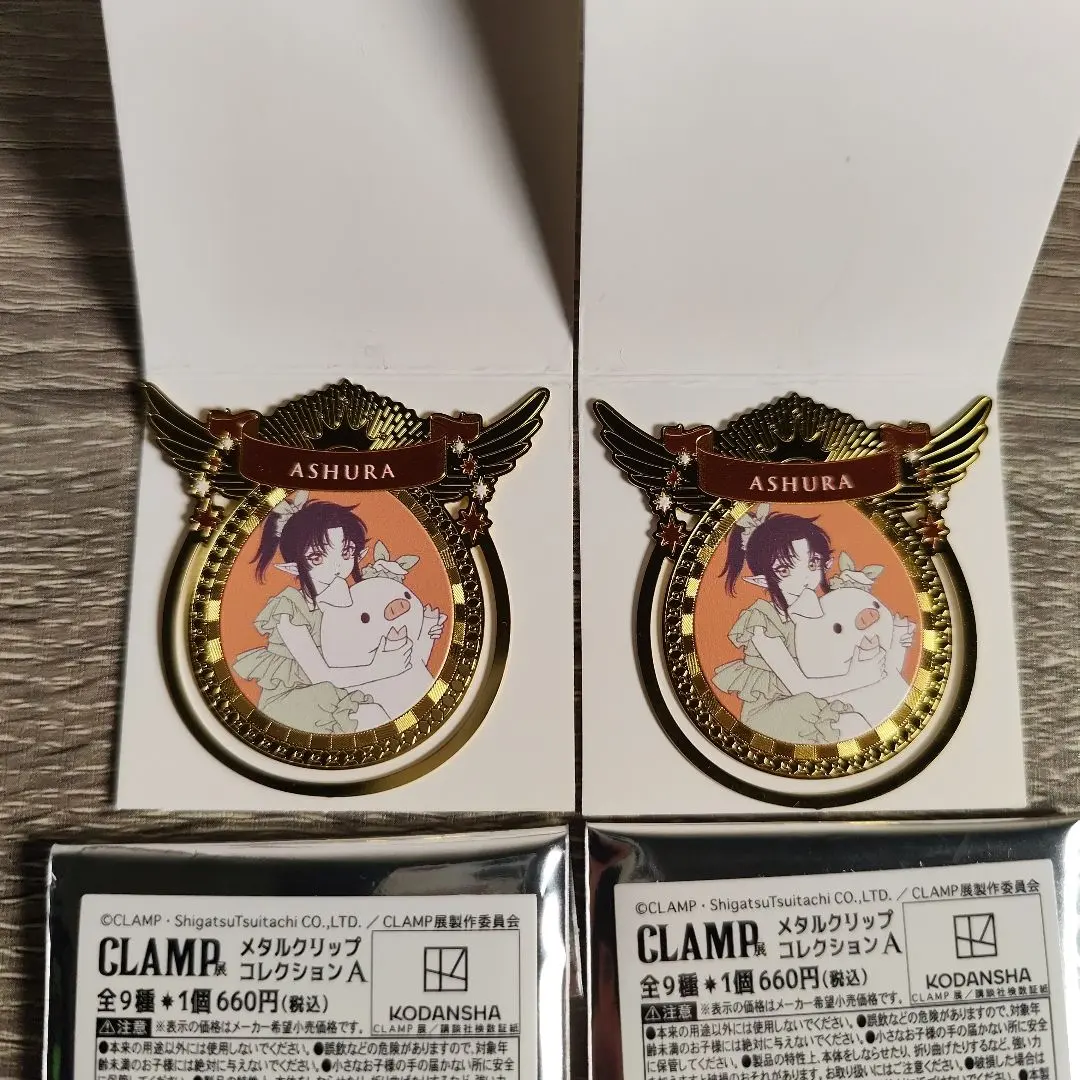 ASHURA
ASHURA
©CLAMP・ShigatsuTsuitachi CO.,LTD.／CLAMP展製作委員会
CLAMP展
メタルクリップ
コレクションA
全9種＊1個660円(税込)
KODANSHA
CLAMP展／講談社検数証紙
⚠注意 ※表示の価格はメーカー希望小売価格です。
●本来の用途以外には使用しないでください。●誤飲などの危険がありますので、対象年
齢未満のお子様には絶対に与えないでください。●小さなお子様の手の届かない所に
©CLAMP・ShigatsuTsuitachi CO.,LTD.／CLAMP展製作委員会
CLAMP展
メタルクリップ
コレクションA
全9種＊1個660円(税込)
KODANSHA
CLAMP展／講談社検数証紙
⚠注意 ※表示の価格はメーカー希望小売価格です。
●本来の用途以外には使用しないでください。●誤飲などの危険がありますので、対象年
齢未満のお子様には絶対に与えないでください。●小さなお子様の手の届かない所に安全
に保管してください。●製品の特性上、本体をしならせたり、折り曲げたりするなど、強い力